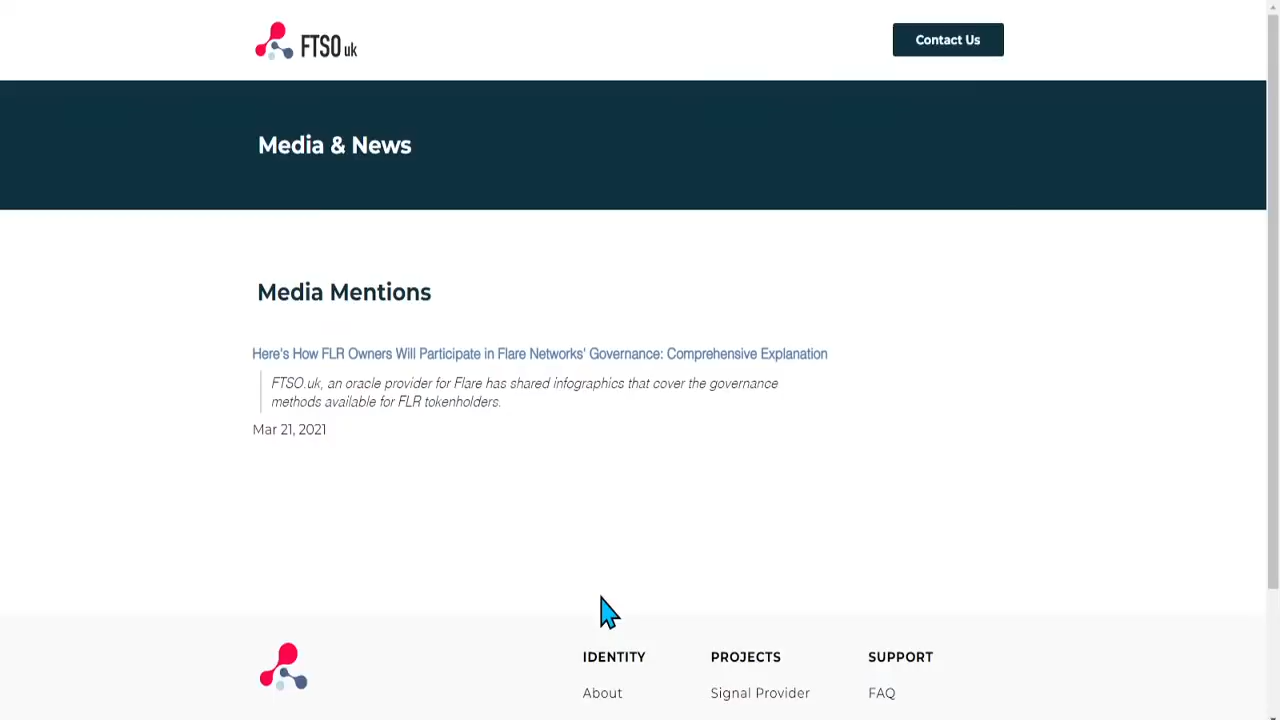 FTSO uk
Contact Us
Media & News
Media Mentions
Here's How FLR Owners Will Participate in Flare Networks' Governance: Comprehensive Explanation
FTSO.uk, an oracle provider for Flare has shared infographics that cover the governance
methods available for FLR tokenholders.
Mar 21, 2021
IDENTITY PROJECTS SUPPORT
About Signal Provider FAQ